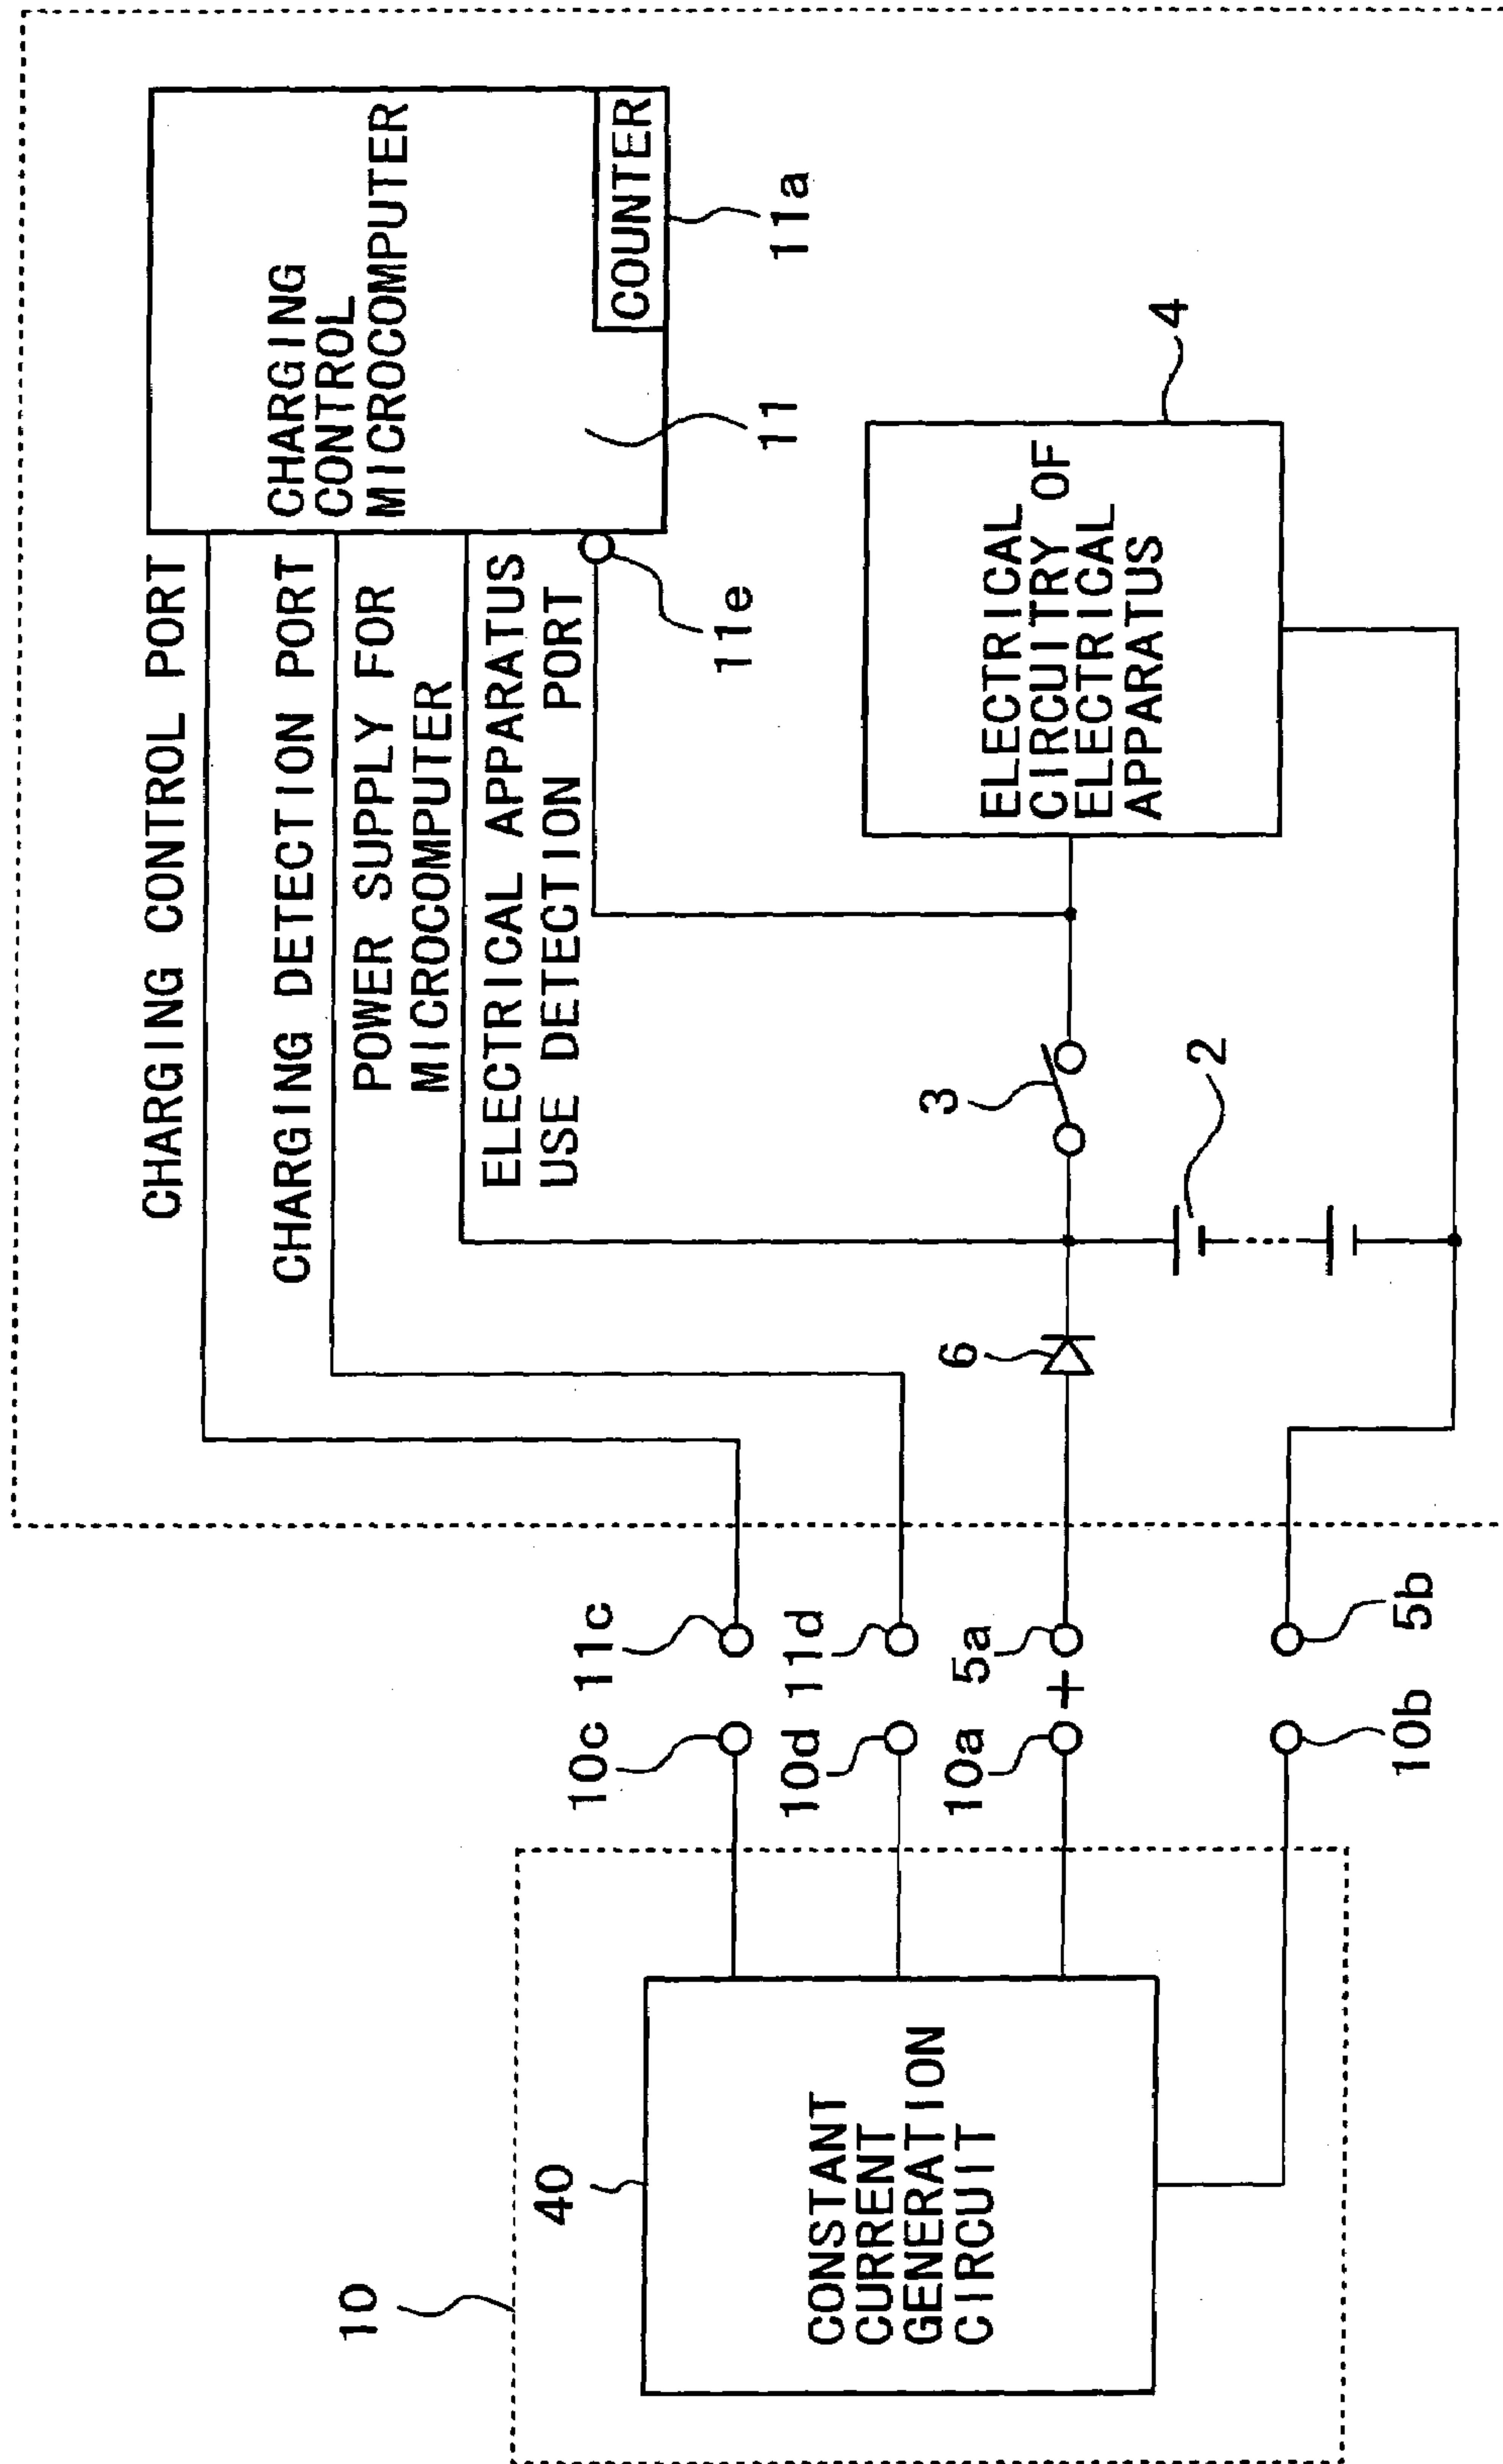 CHARGING CONTROL PORT
CHARGING DETECTION PORT
POWER SUPPLY FOR
MICROCOMPUTER
ELECTRICAL APPARATUS
USE DETECTION PORT
CHARGING
CONTROL
MICROCOMPUTER
COUNTER
11a
11
11e
10
40
CONSTANT
CURRENT
GENERATION
CIRCUIT
10c
11c
10d
11d
10a
5a
+
10b
5b
6
3
2
ELECTRICAL
CIRCUITRY OF
ELECTRICAL
APPARATUS
4